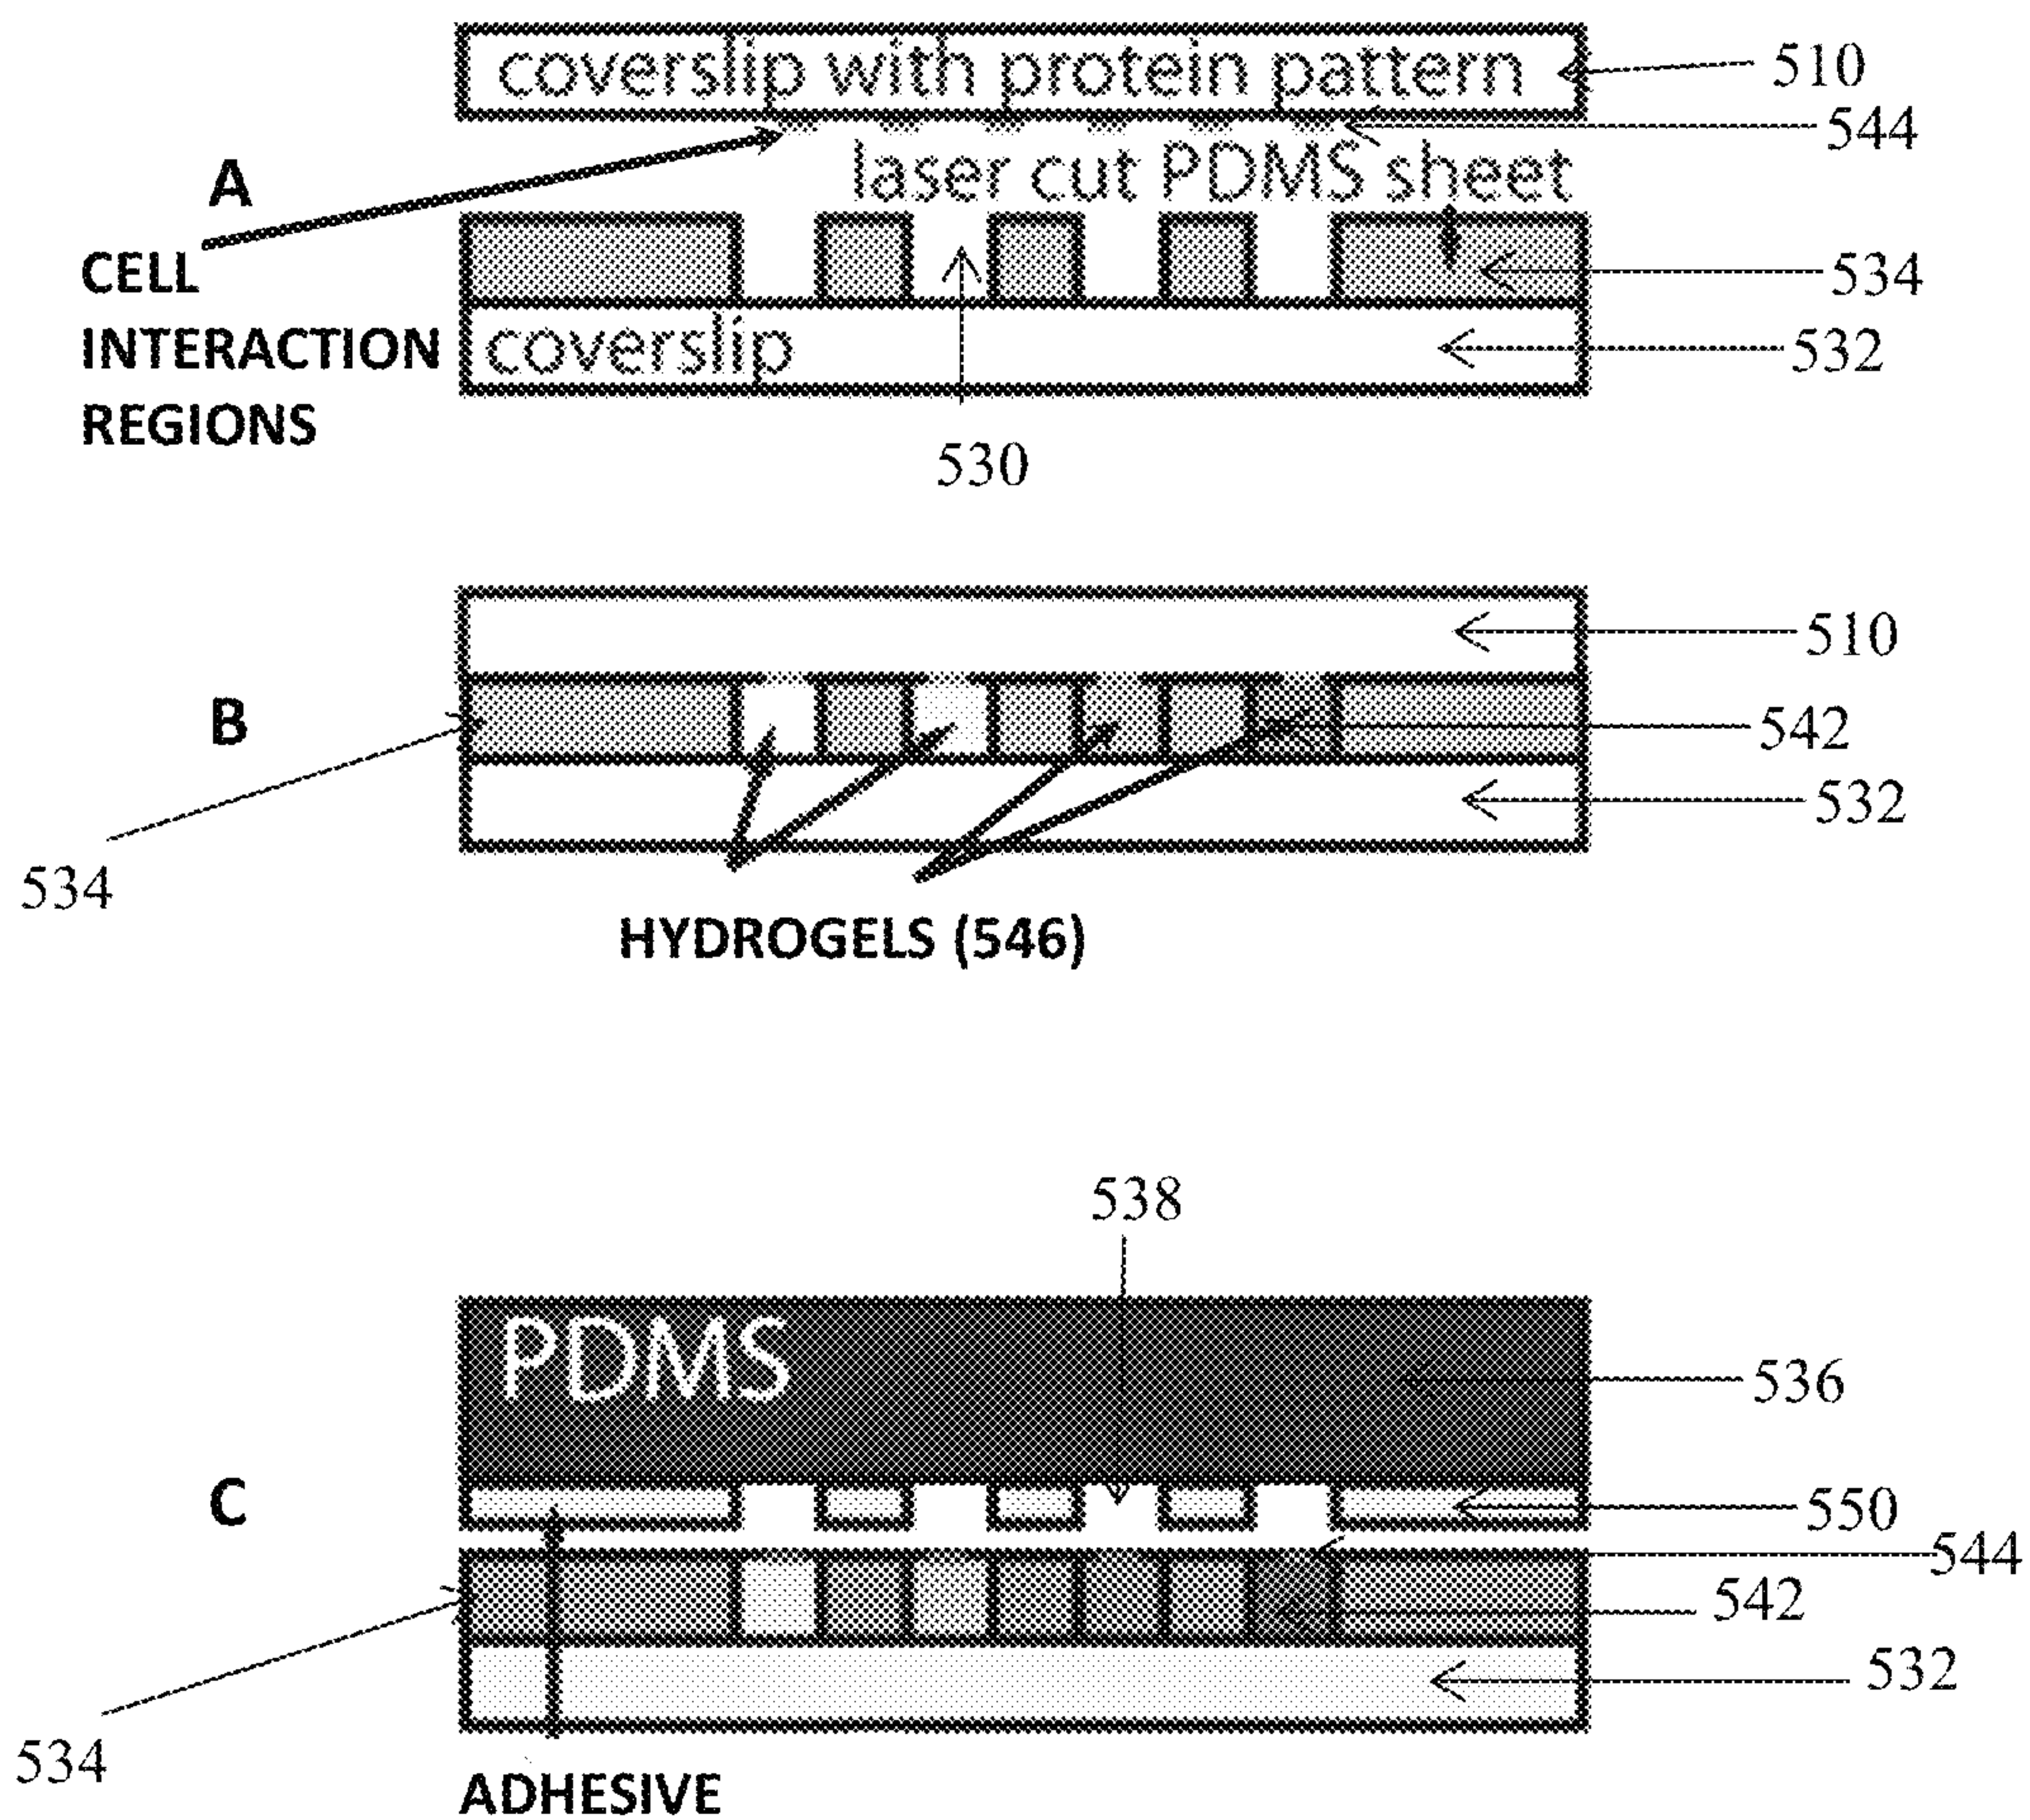 coverslip with protein pattern
510
544
A
laser cut PDMS sheet
CELL
INTERACTION
REGIONS
534
coverslip
532
530
510
B
542
532
534
HYDROGELS (546)
538
PDMS
536
C
550
544
542
532
534
ADHESIVE